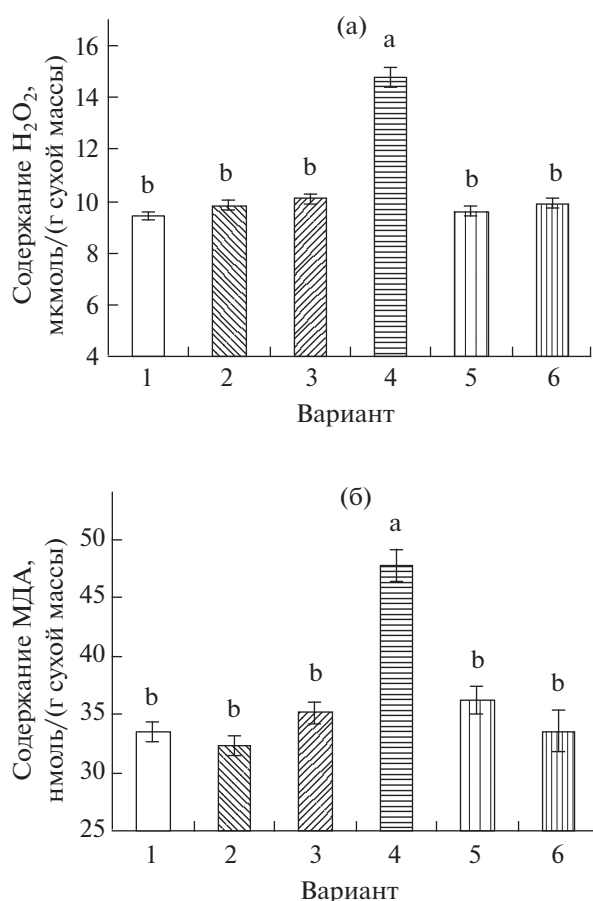 (а)
Содержание H₂O₂,
мкмоль/(г сухой массы)
16
14
12
10
8
6
4
b
b
b
a
b
b
1 2 3 4 5 6
Вариант
(б)
Содержание МДА,
нмоль/(г сухой массы)
50
45
40
35
30
25
b
b
b
a
b
b
1 2 3 4 5 6
Вариант